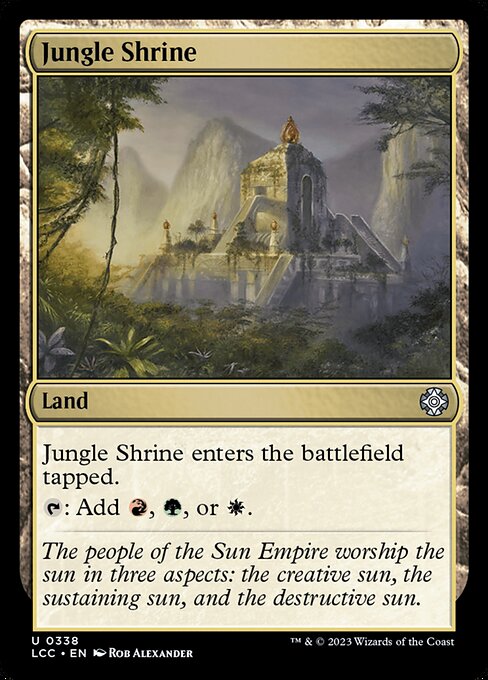 Jungle Shrine
Land
Jungle Shrine enters the battlefield
tapped.
: Add , , or .
The people of the Sun Empire worship the
sun in three aspects: the creative sun, the
sustaining sun, and the destructive sun.
U 0338
LCC • EN Rob Alexander
™ & © 2023 Wizards of the Coast